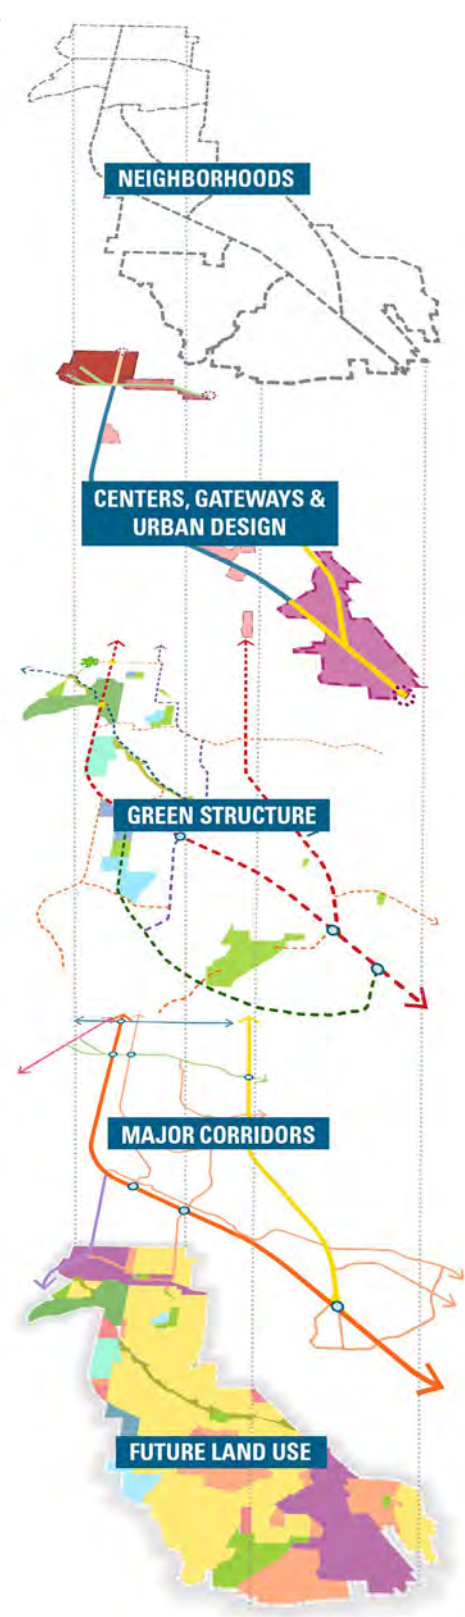 NEIGHBORHOODS
CENTERS, GATEWAYS &
URBAN DESIGN
GREEN STRUCTURE
MAJOR CORRIDORS
FUTURE LAND USE